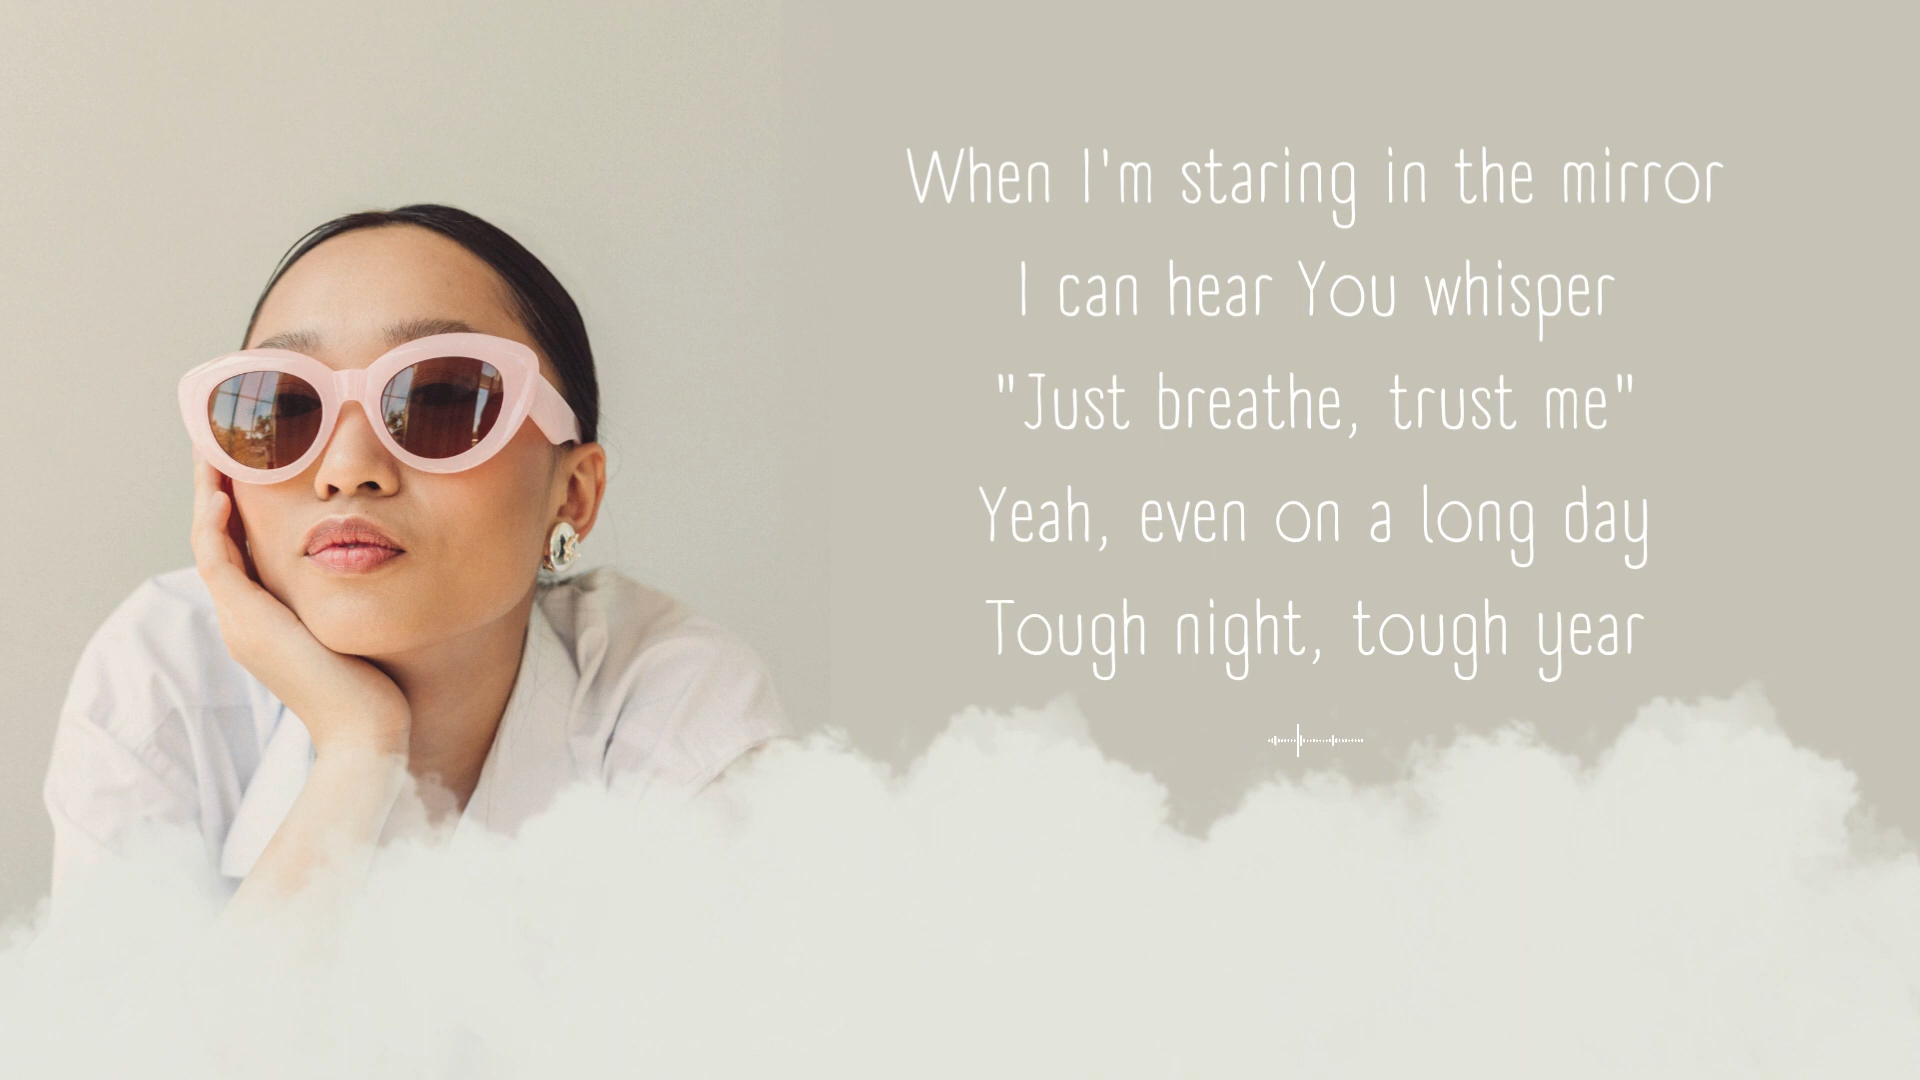 When I'm staring in the mirror
I can hear You whisper
"Just breathe, trust me"
Yeah, even on a long day
Tough night, tough year